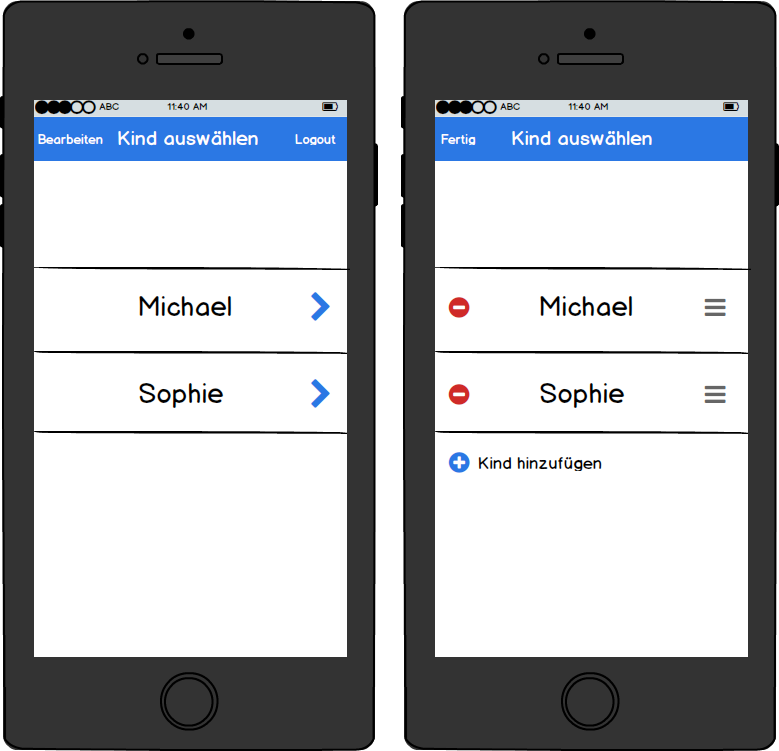 ABC 11:40 AM
Bearbeiten Kind auswählen Logout
Michael
Sophie
ABC 11:40 AM
Fertig Kind auswählen
Michael
Sophie
Kind hinzufügen